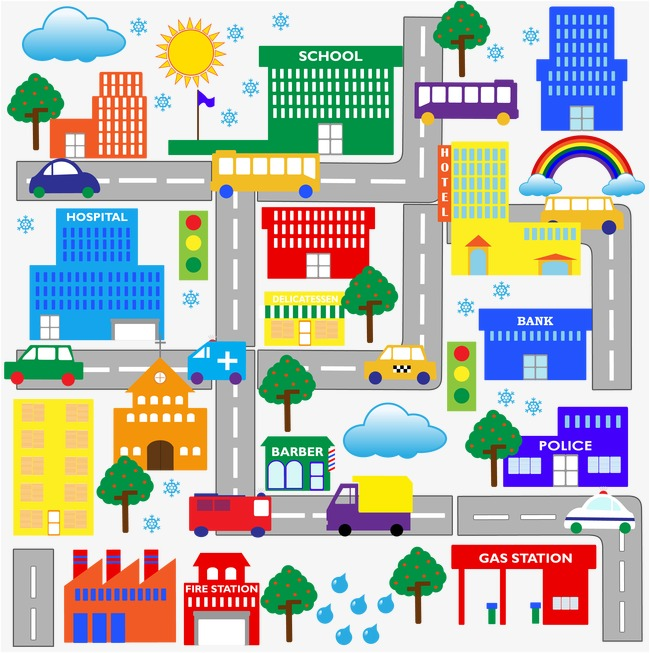 SCHOOL
HOTEL
HOSPITAL
DELICATESSEN
BANK
BARBER
POLICE
FIRE STATION
GAS STATION